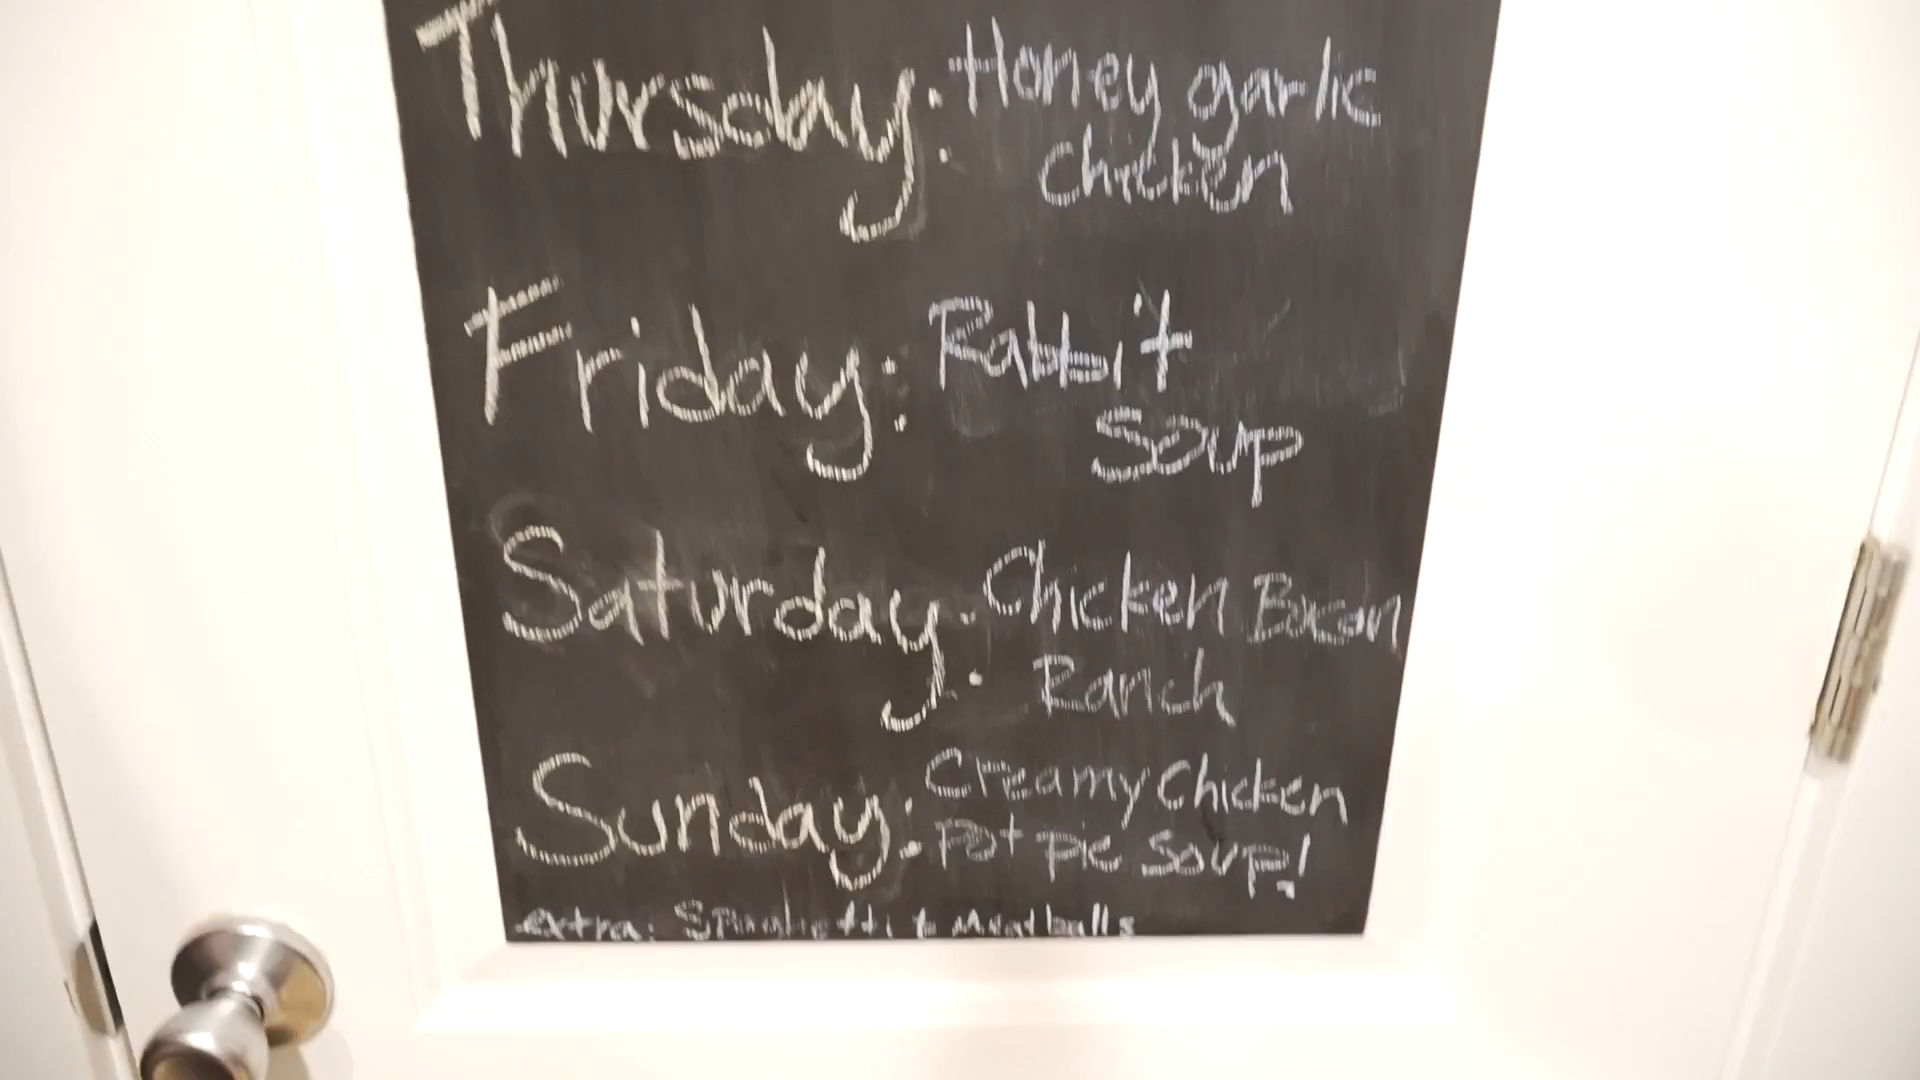 Thursday: Honey garlic
chicken
Friday: Rabbit
Soup
Saturday: Chicken Bacon
Ranch
Sunday: Creamy Chicken
Pot pie Soup!
extra: Spaghetti + Meatballs